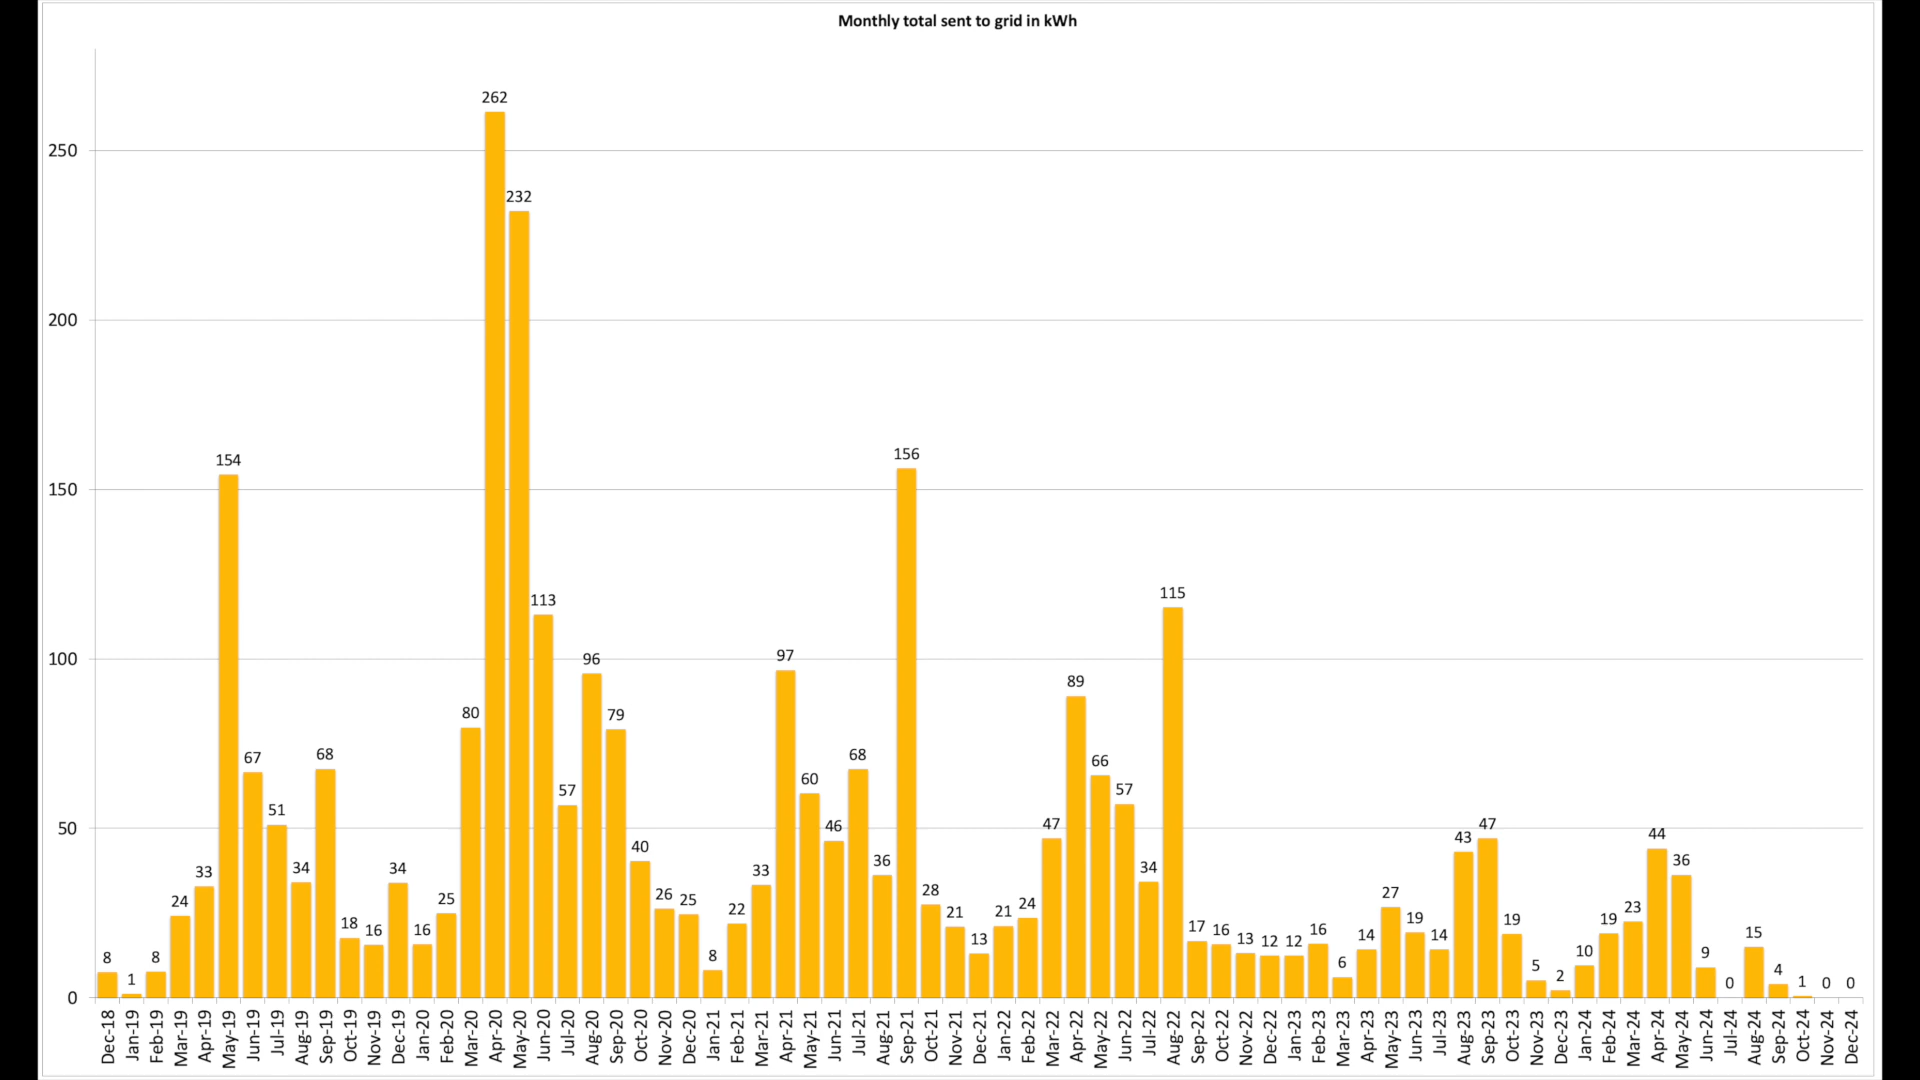 Monthly total sent to grid in kWh
250
200
150
100
50
0
8 1 8 24 33 154 67 51 34 68 18 16 34 16 25 80 262 232 113 57 96 79 40 26 25 8 22 33 97 60 46 68 36 156 28 21 13 21 24 47 89 66 57 34 115 17 16 13 12 12 16 6 14 27 19 14 43 47 19 5 2 10 19 23 44 36 9 0 15 4 1 0 0
Dec-18
Jan-19
Feb-19
Mar-19
Apr-19
May-19
Jun-19
Jul-19
Aug-19
Sep-19
Oct-19
Nov-19
Dec-19
Jan-20
Feb-20
Mar-20
Apr-20
May-20
Jun-20
Jul-20
Aug-20
Sep-20
Oct-20
Nov-20
Dec-20
Jan-21
Feb-21
Mar-21
Apr-21
May-21
Jun-21
Jul-21
Aug-21
Sep-21
Oct-21
Nov-21
Dec-21
Jan-22
Feb-22
Mar-22
Apr-22
May-22
Jun-22
Jul-22
Aug-22
Sep-22
Oct-22
Nov-22
Dec-22
Jan-23
Feb-23
Mar-23
Apr-23
May-23
Jun-23
Jul-23
Aug-23
Sep-23
Oct-23
Nov-23
Dec-23
Jan-24
Feb-24
Mar-24
Apr-24
May-24
Jun-24
Jul-24
Aug-24
Sep-24
Oct-24
Nov-24
Dec-24